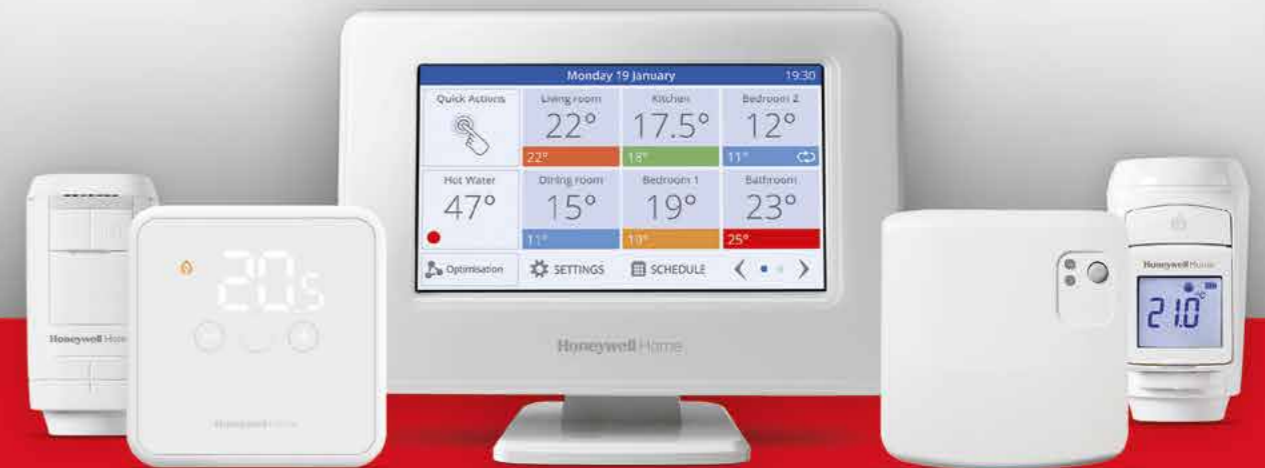 Monday 19 January 19:30
Quick Actions Living room Kitchen Bedroom 2
22° 17.5° 12°
22° 18° 11°
Hot Water Dining room Bedroom 1 Bathroom
47° 15° 19° 23°
11° 25°
Optimisation SETTINGS SCHEDULE
Honeywell Home
Honeywell Home
20.5
Honeywell Home
Honeywell Home
21.0 °C